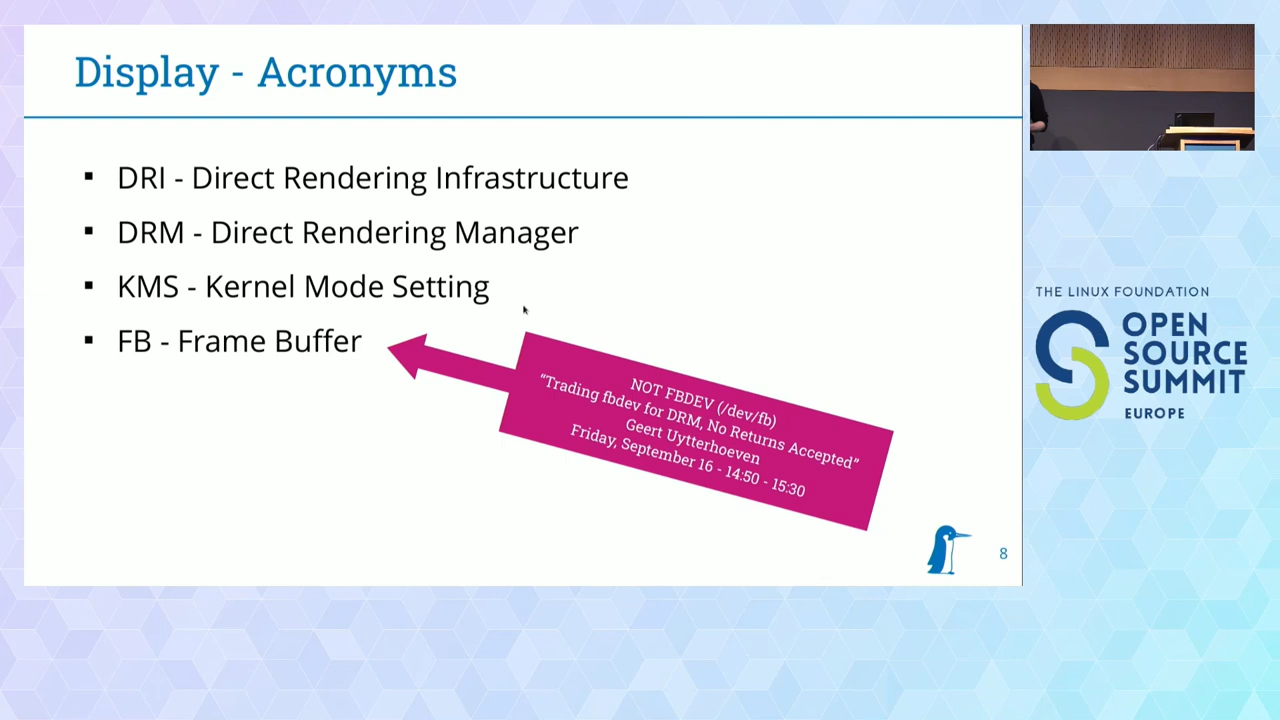 Display - Acronyms
▪ DRI - Direct Rendering Infrastructure
▪ DRM - Direct Rendering Manager
▪ KMS - Kernel Mode Setting
▪ FB - Frame Buffer
NOT FBDEV (/dev/fb)
“Trading fbdev for DRM, No Returns Accepted”
Geert Uytterhoeven
Friday, September 16 - 14:50 - 15:30
8
THE LINUX FOUNDATION
OPEN
SOURCE
SUMMIT
EUROPE